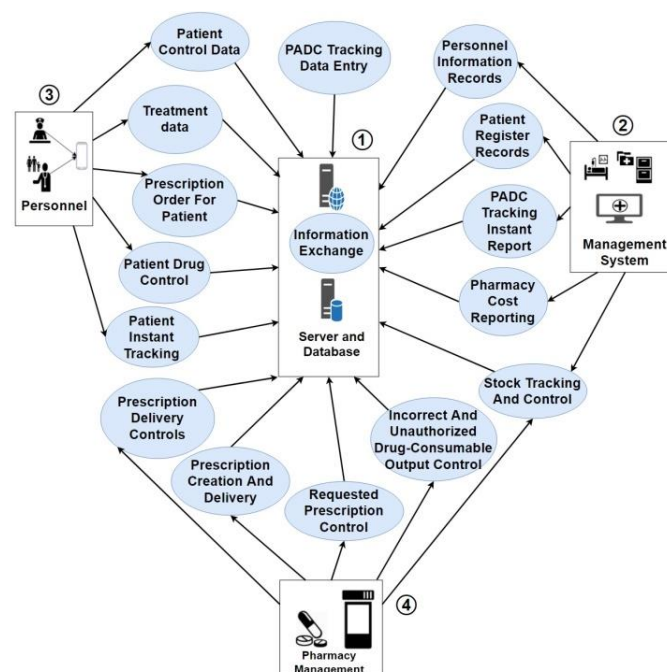 Patient
Control Data
PADC Tracking
Data Entry
Personnel
Information
Records
③
Treatment
data
①
Patient
Register
Records
②
Personnel
Prescription
Order For
Patient
Information
Exchange
PADC
Tracking
Instant
Report
Management
System
Patient Drug
Control
Pharmacy
Cost
Reporting
Patient
Instant
Tracking
Server and
Database
Stock Tracking
And Control
Prescription
Delivery
Controls
Incorrect And
Unauthorized
Drug-Consumable
Output Control
Prescription
Creation And
Delivery
Requested
Prescription
Control
④
Pharmacy
Management